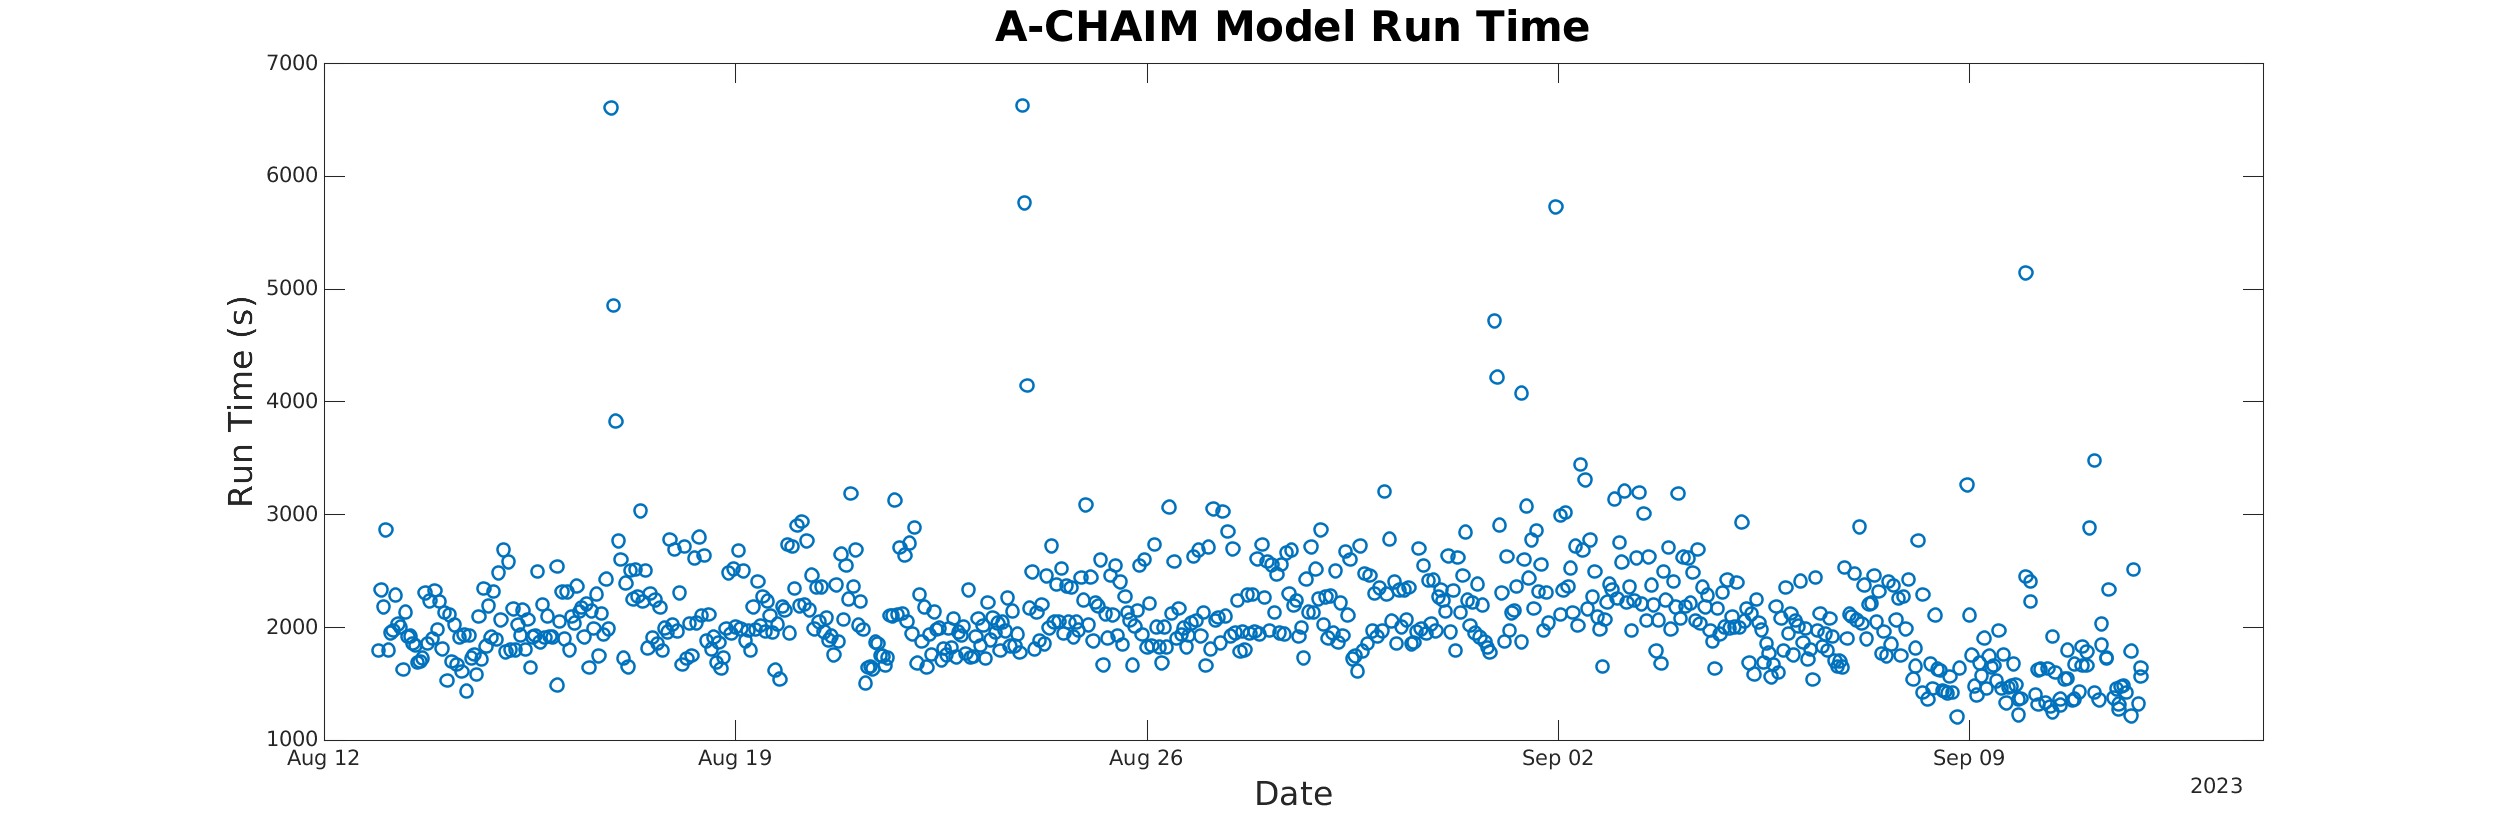 A-CHAIM Model Run Time
7000
6000
5000
4000
3000
2000
1000
Run Time (s)
Aug 12 Aug 19 Aug 26 Sep 02 Sep 09
Date
2023